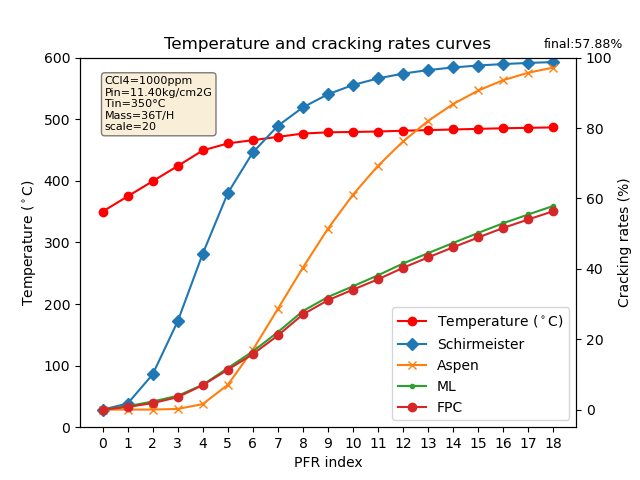 Temperature and cracking rates curves
final:57.88%
CCl4=1000ppm
Pin=11.40kg/cm2G
Tin=350°C
Mass=36T/H
scale=20
Temperature (°C)
600
500
400
300
200
100
0
Cracking rates (%)
100
80
60
40
20
0
Temperature (°C)
Schirmeister
Aspen
ML
FPC
0 1 2 3 4 5 6 7 8 9 10 11 12 13 14 15 16 17 18
PFR index